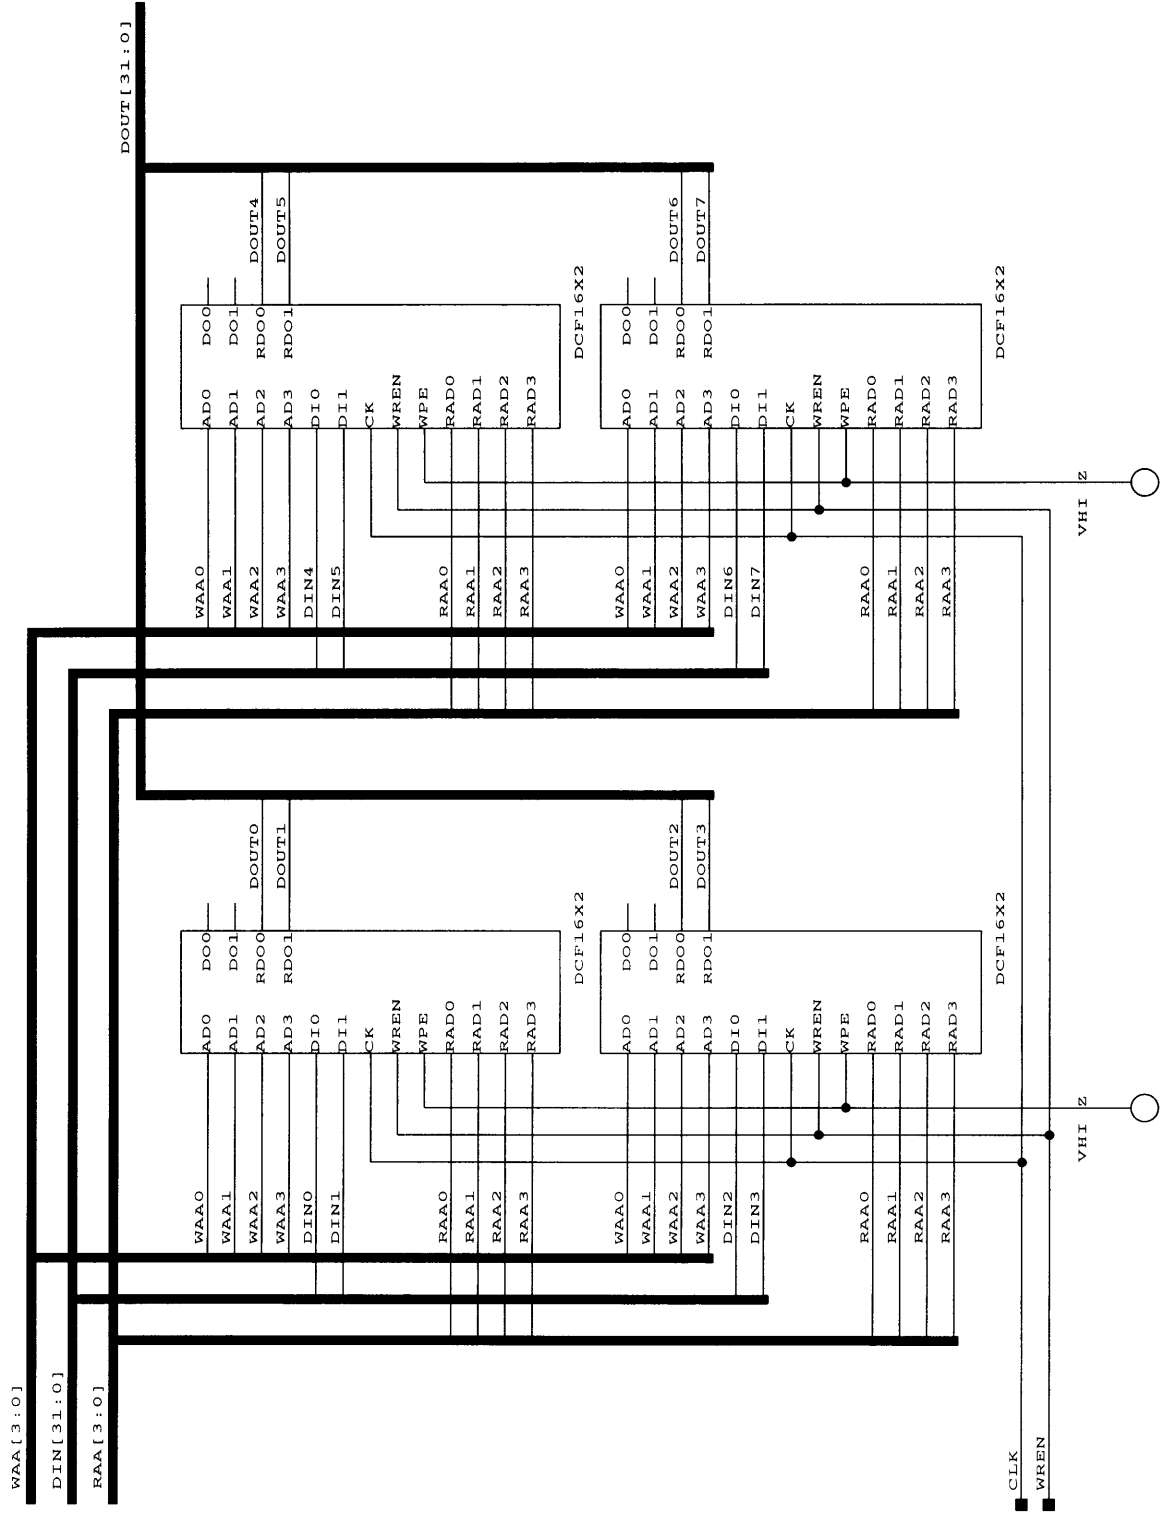 DOUT[31:0]
DOUT4
DOUT5
DOUT6
DOUT7
DO0
DO1
RDO0
RDO1
AD0
AD1
AD2
AD3
DI0
DI1
CK
WREN
WPE
RAD0
RAD1
RAD2
RAD3
DCF16X2
DO0
DO1
RDO0
RDO1
AD0
AD1
AD2
AD3
DI0
DI1
CK
WREN
WPE
RAD0
RAD1
RAD2
RAD3
DCF16X2
VHI Z
WAA0
WAA1
WAA2
WAA3
DIN4
DIN5
RAA0
RAA1
RAA2
RAA3
WAA0
WAA1
WAA2
WAA3
DIN6
DIN7
RAA0
RAA1
RAA2
RAA3
DOUT0
DOUT1
DOUT2
DOUT3
DO0
DO1
RDO0
RDO1
AD0
AD1
AD2
AD3
DI0
DI1
CK
WREN
WPE
RAD0
RAD1
RAD2
RAD3
DCF16X2
DO0
DO1
RDO0
RDO1
AD0
AD1
AD2
AD3
DI0
DI1
CK
WREN
WPE
RAD0
RAD1
RAD2
RAD3
DCF16X2
VHI Z
WAA0
WAA1
WAA2
WAA3
DIN0
DIN1
RAA0
RAA1
RAA2
RAA3
WAA0
WAA1
WAA2
WAA3
DIN2
DIN3
RAA0
RAA1
RAA2
RAA3
WAA[3:0]
DIN[31:0]
RAA[3:0]
CLK
WREN